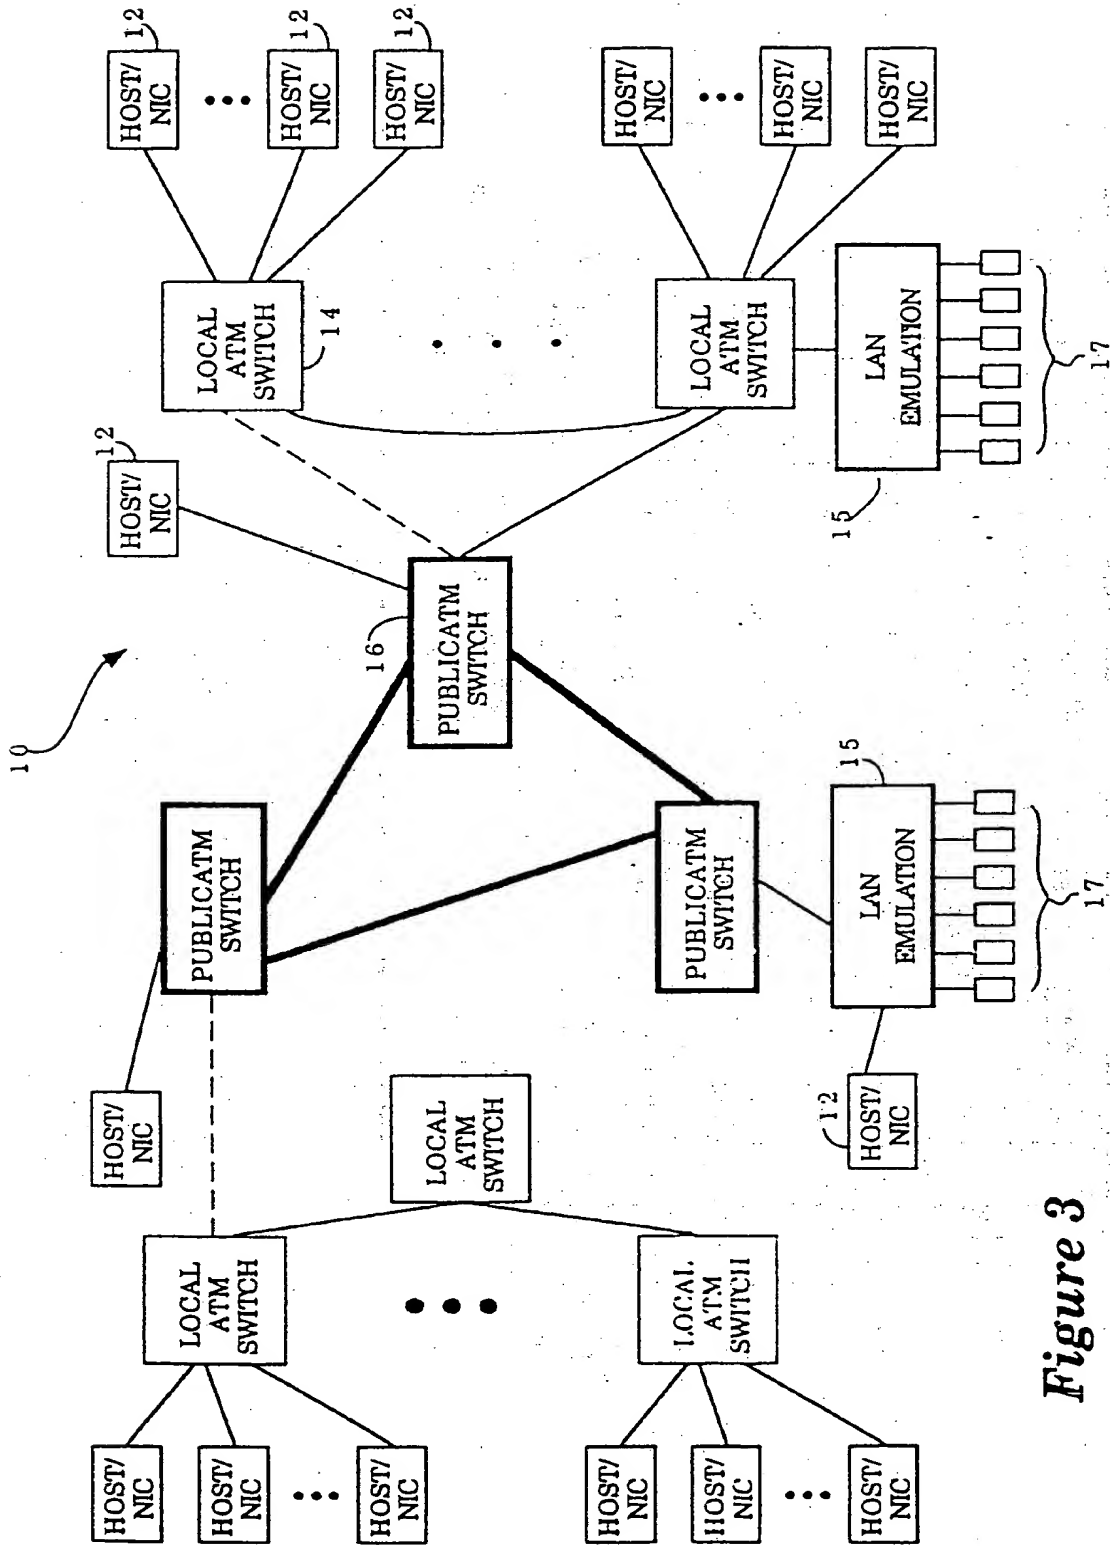 10
HOST/
NIC
HOST/
NIC
12
HOST/
NIC
12
HOST/
NIC
HOST/
NIC
LOCAL
ATM
SWITCH
PUBLICATM
SWITCH
LOCAL
ATM
SWITCH
14
12
HOST/
NIC
HOST/
NIC
LOCAL
ATM
SWITCH
16
PUBLICATM
SWITCH
12
HOST/
NIC
HOST/
NIC
HOST/
NIC
HOST/
NIC
LOCAL
ATM
SWITCH
PUBLICATM
SWITCH
LOCAL
ATM
SWITCH
HOST/
NIC
HOST/
NIC
12
HOST/
NIC
LAN
EMULATION
15
15
LAN
EMULATION
HOST/
NIC
17
17
Figure 3